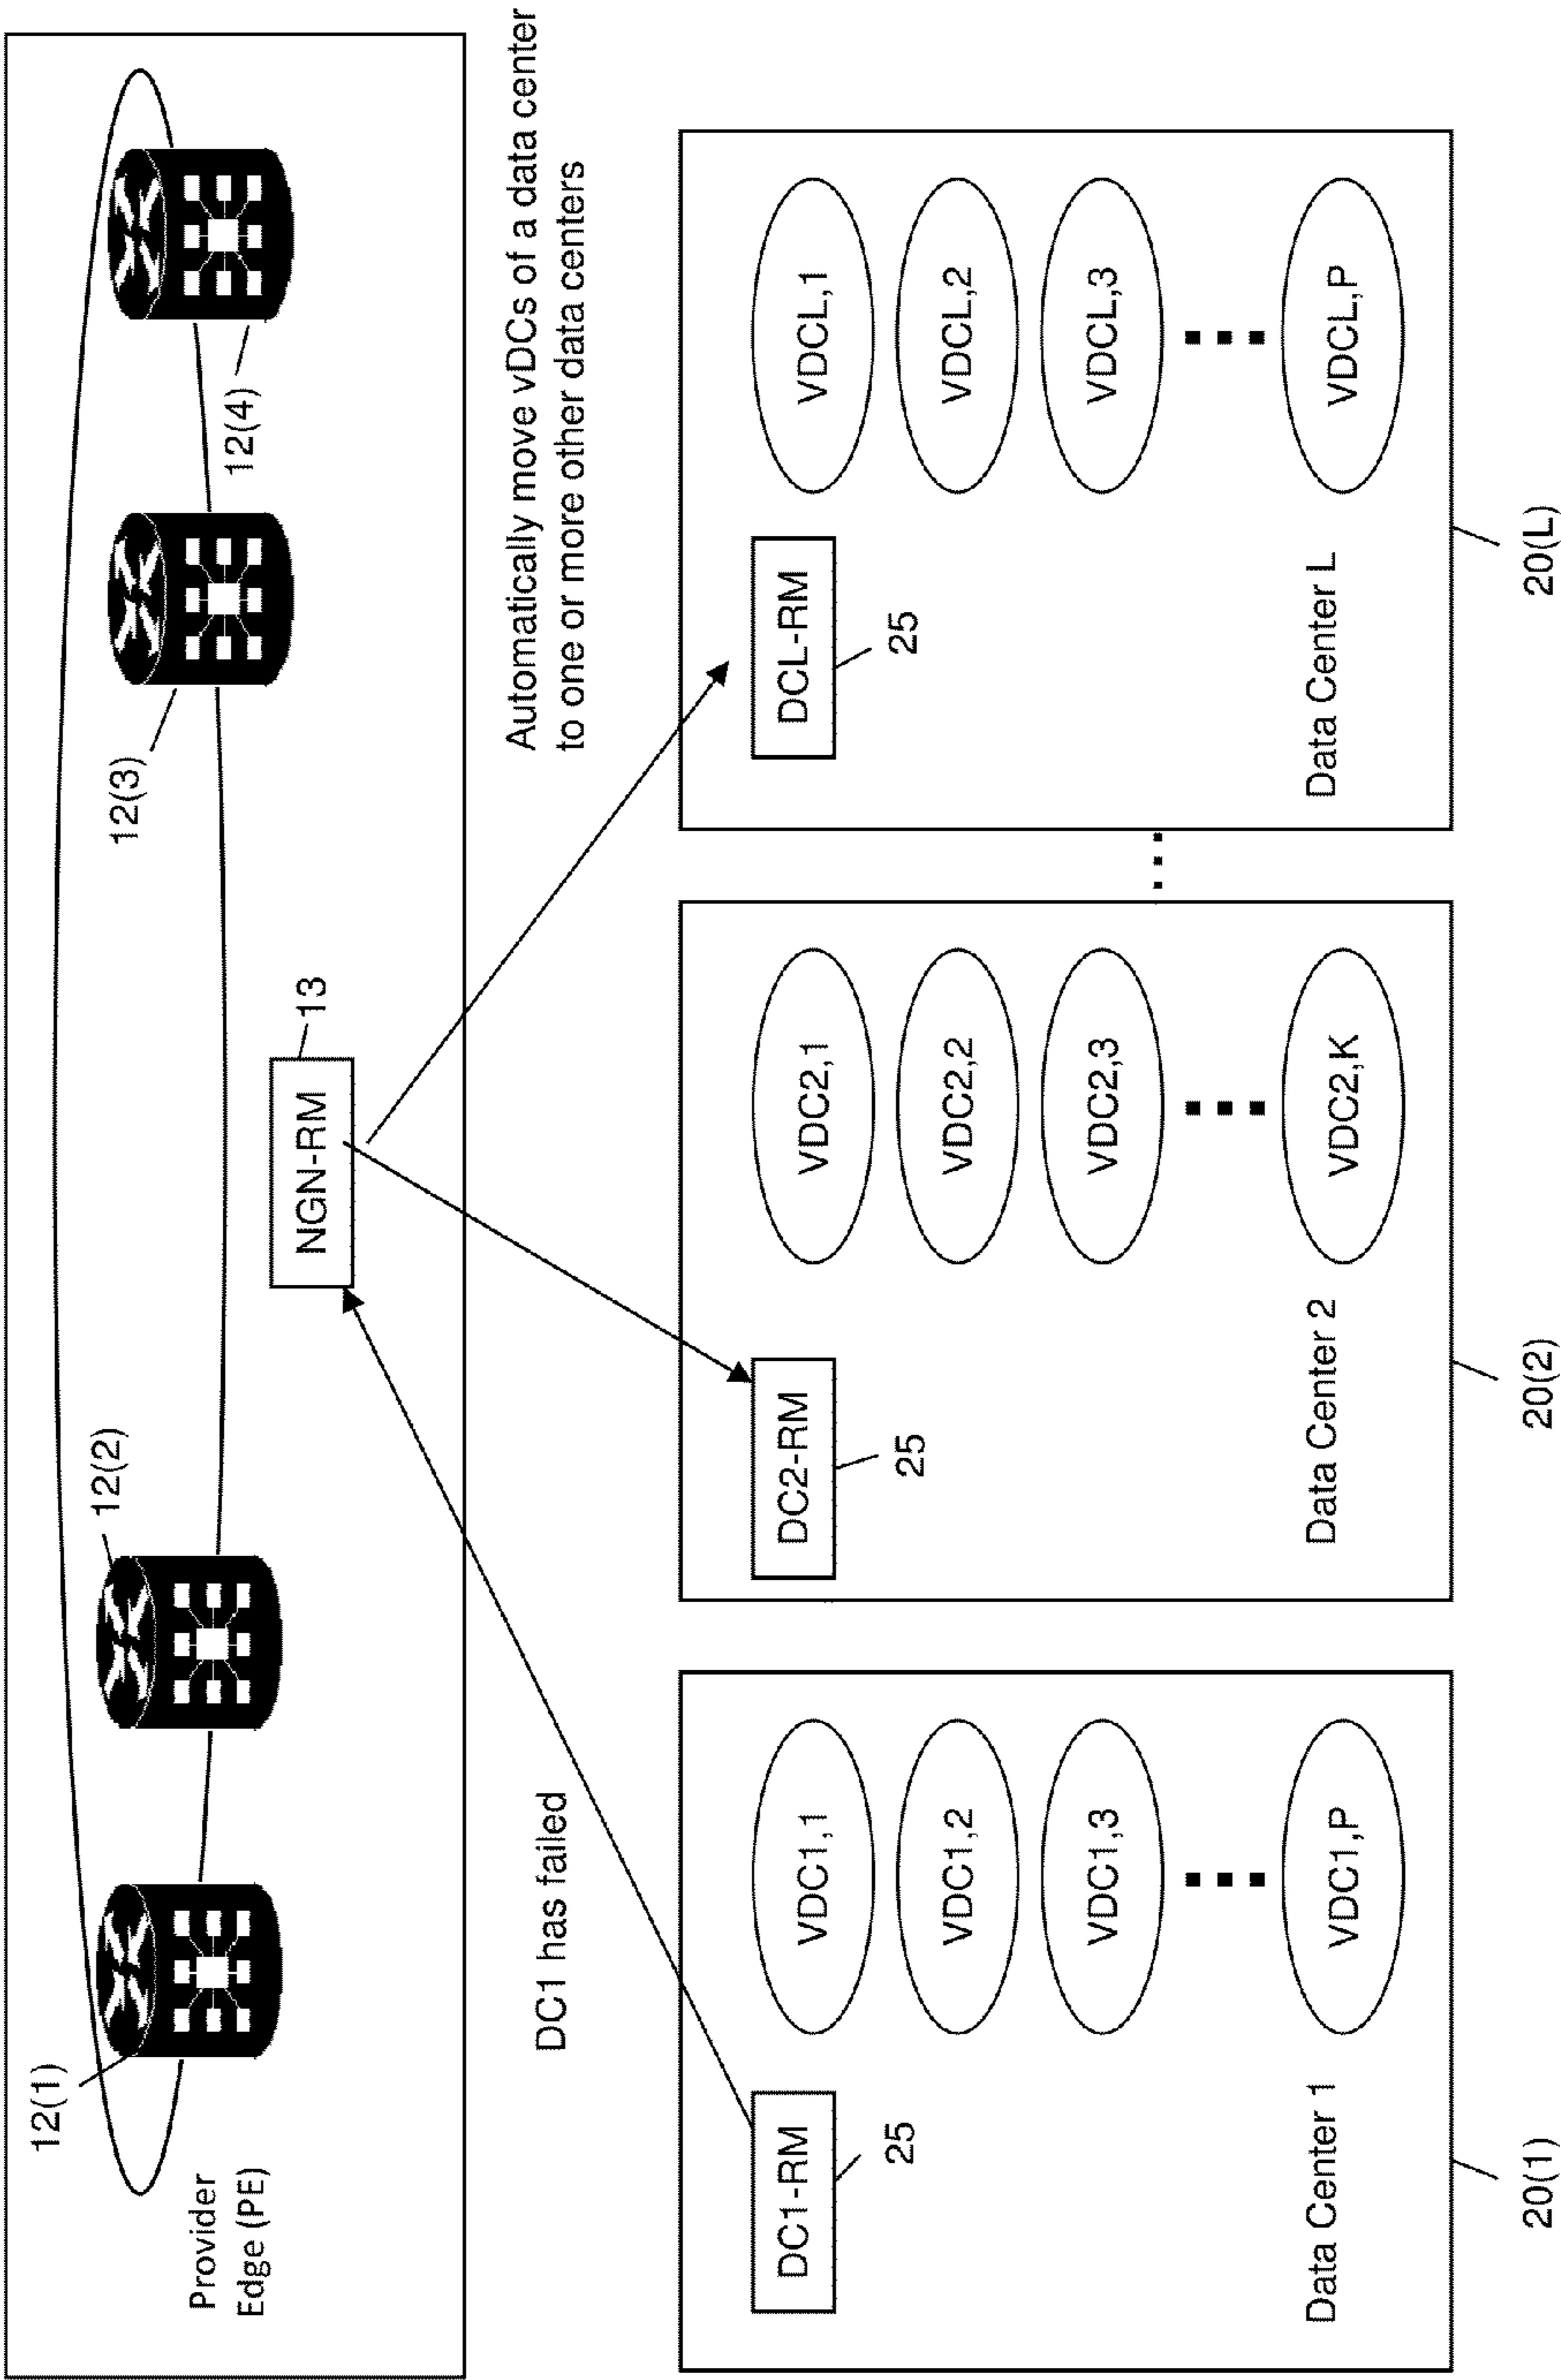 12(1)
12(2)
12(3)
12(4)
Provider
Edge (PE)
NGN-RM
13
DC1 has failed
Automatically move vDCs of a data center
to one or more other data centers
DC1-RM
25
VDC1,1
VDC1,2
VDC1,3
VDC1,P
Data Center 1
20(1)
DC2-RM
25
VDC2,1
VDC2,2
VDC2,3
VDC2,K
Data Center 2
20(2)
DCL-RM
25
VDCL,1
VDCL,2
VDCL,3
VDCL,P
Data Center L
20(L)